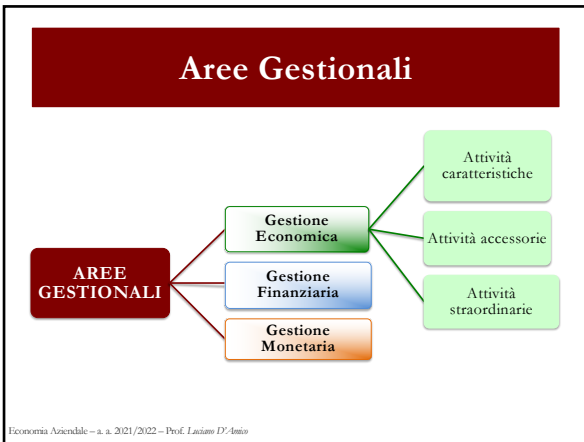 Aree Gestionali
AREE
GESTIONALI
Gestione
Economica
Gestione
Finanziaria
Gestione
Monetaria
Attività
caratteristiche
Attività accessorie
Attività
straordinarie
Economia Aziendale – a. a. 2021/2022 – Prof. Luciano D'Amico